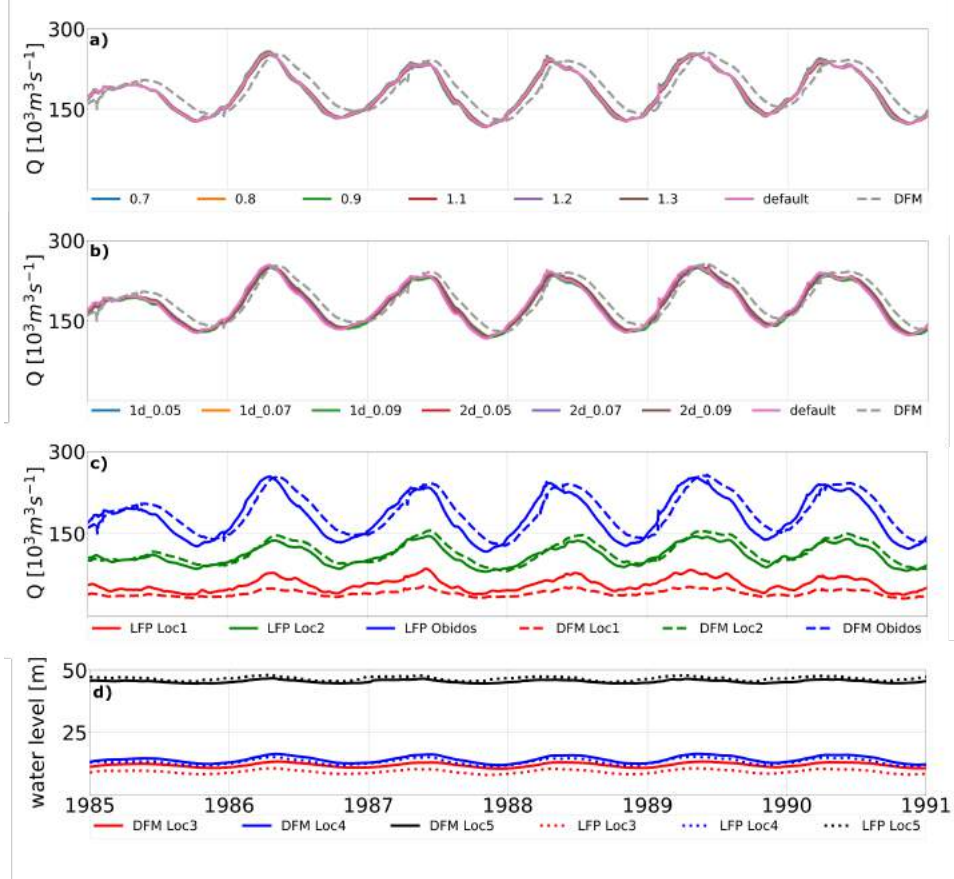 300
a)
150
Q [10³m³s⁻¹]
0.7 0.8 0.9 1.1 1.2 1.3 default DFM
300
b)
150
Q [10³m³s⁻¹]
1d_0.05 1d_0.07 1d_0.09 2d_0.05 2d_0.07 2d_0.09 default DFM
300
c)
150
Q [10³m³s⁻¹]
LFP Loc1 LFP Loc2 LFP Obidos DFM Loc1 DFM Loc2 DFM Obidos
50
d)
25
water level [m]
1985 1986 1987 1988 1989 1990 1991
DFM Loc3 DFM Loc4 DFM Loc5 LFP Loc3 LFP Loc4 LFP Loc5